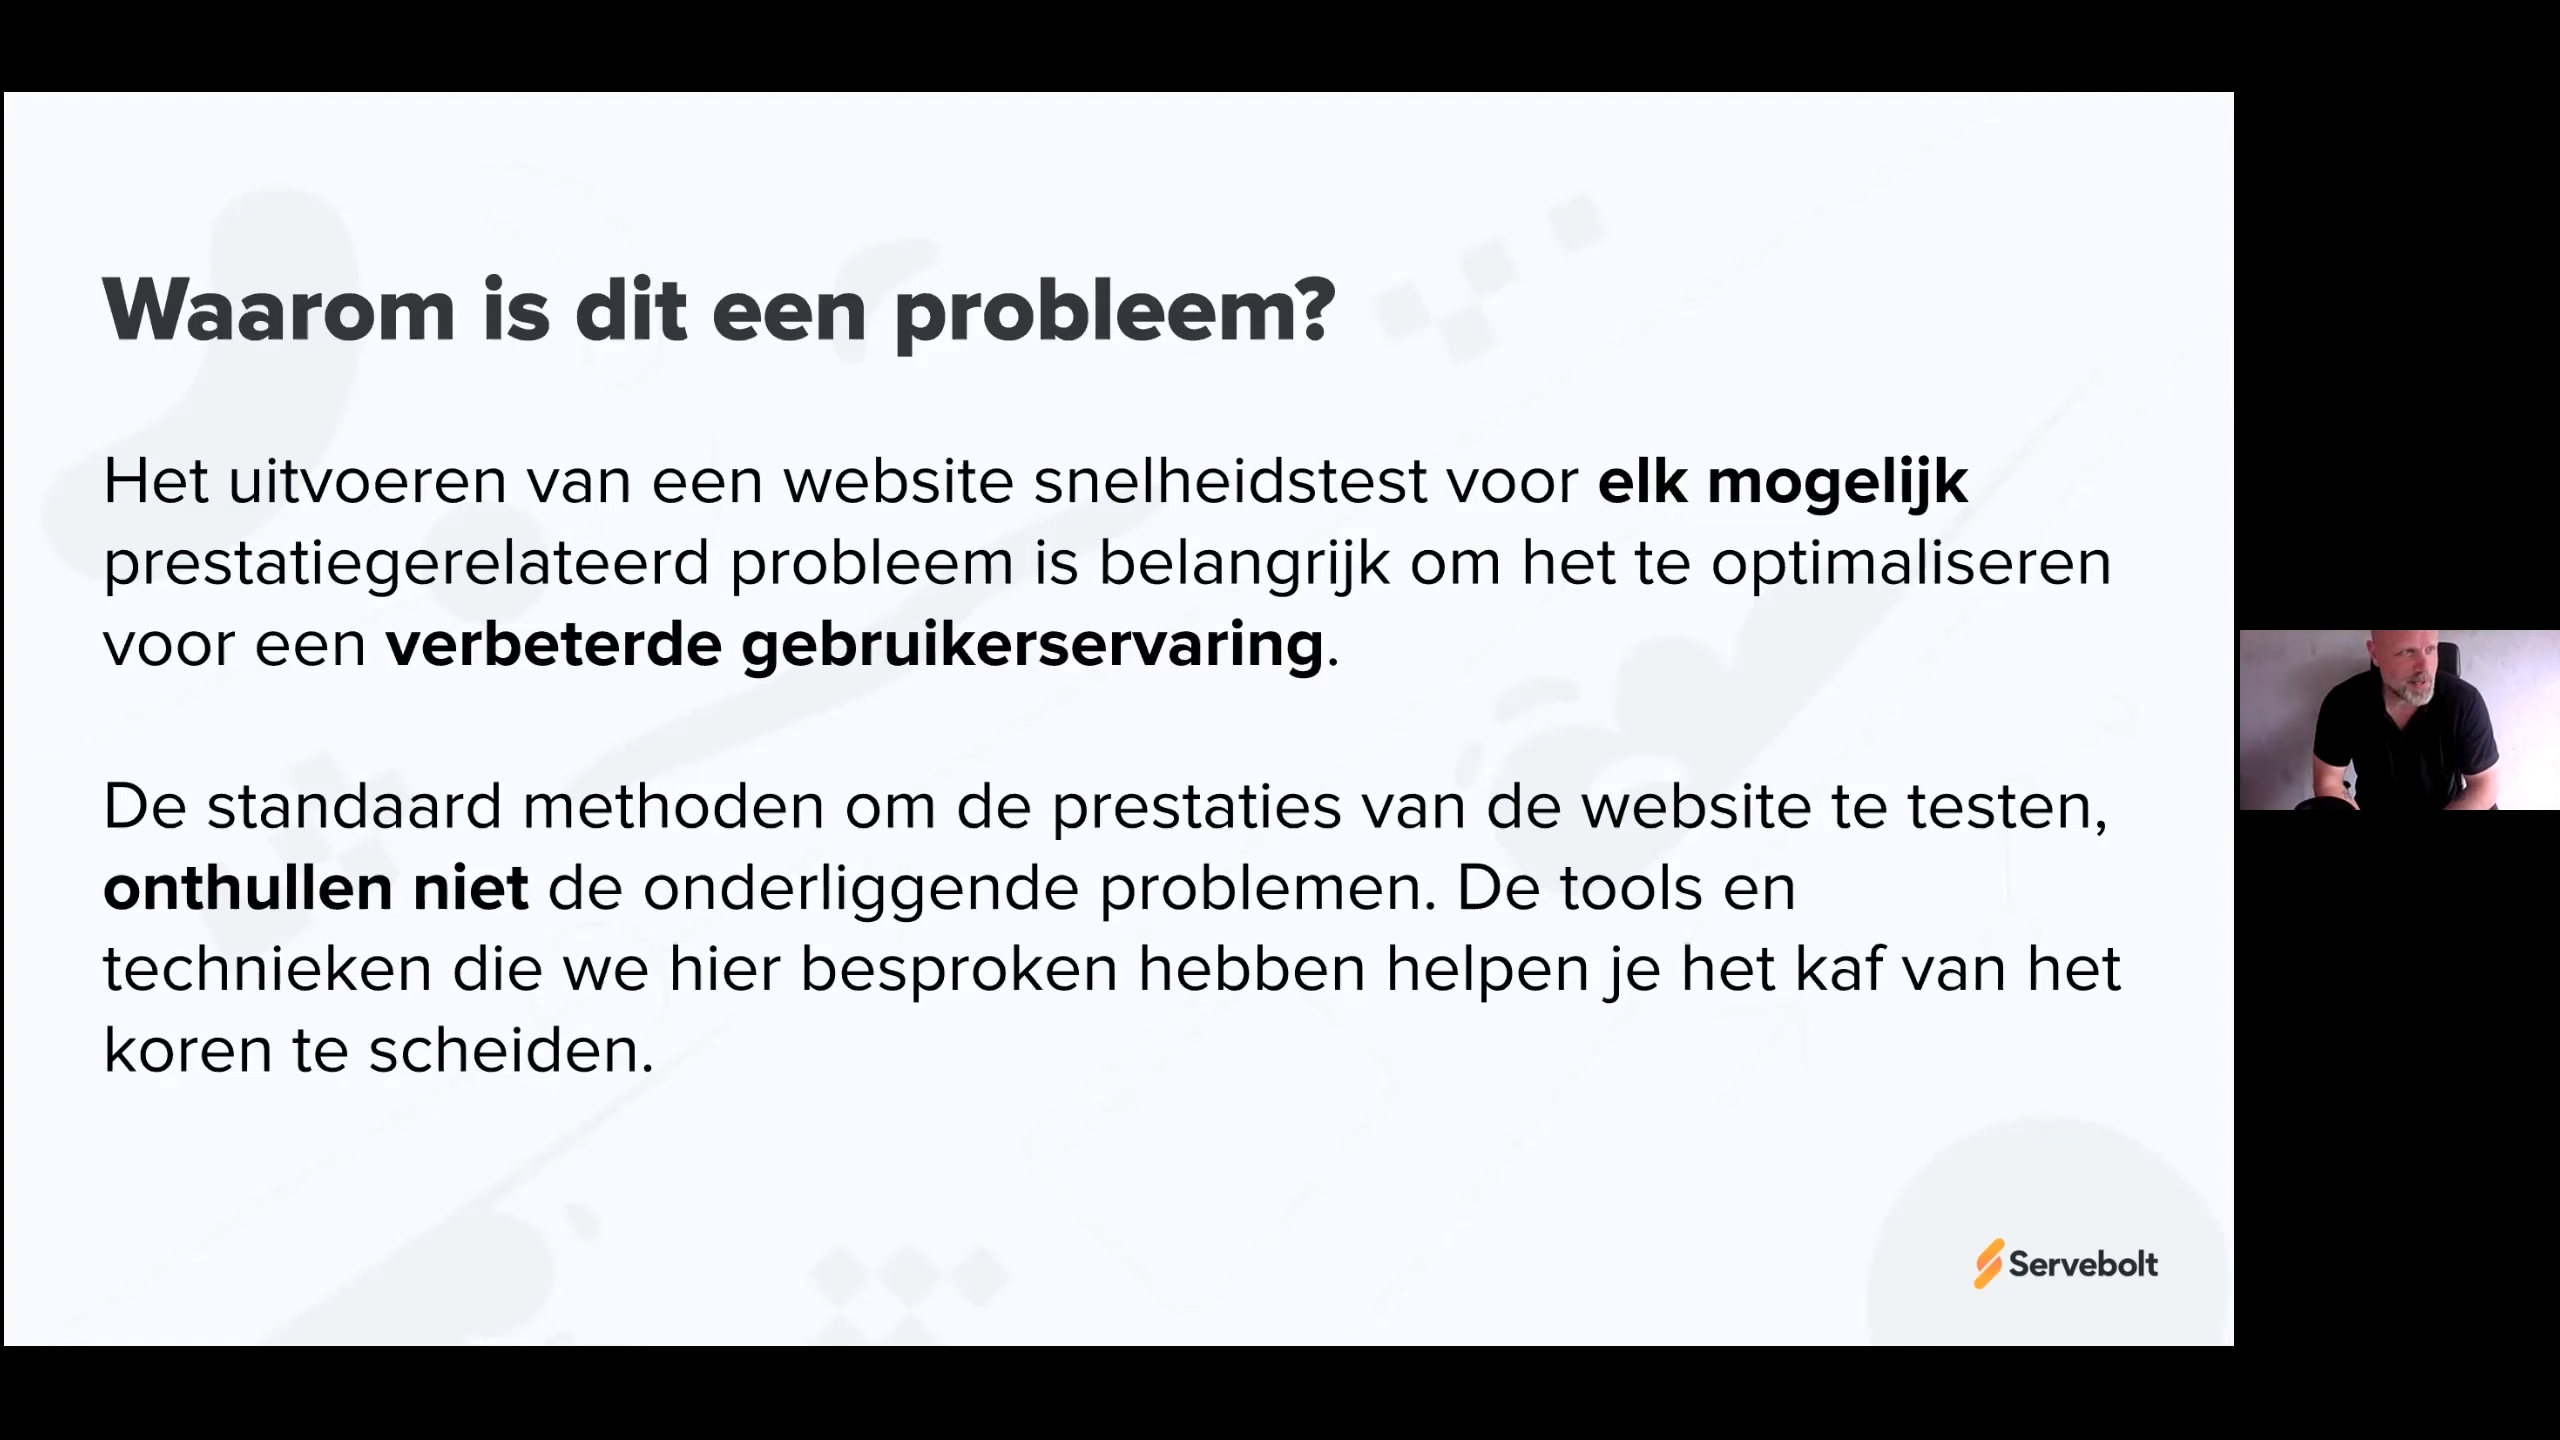 Waarom is dit een probleem?
Het uitvoeren van een website snelheidstest voor elk mogelijk
prestatiegerelateerd probleem is belangrijk om het te optimaliseren
voor een verbeterde gebruikerservaring.
De standaard methoden om de prestaties van de website te testen,
onthullen niet de onderliggende problemen. De tools en
technieken die we hier besproken hebben helpen je het kaf van het
koren te scheiden.
Servebolt